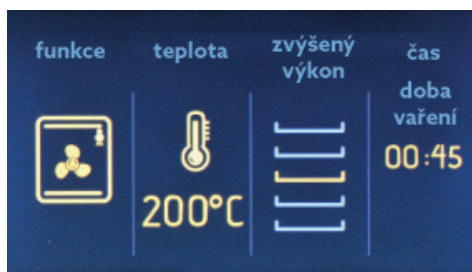 funkce
teplota
200°C
zvýšený
výkon
čas
doba
vaření
00:45